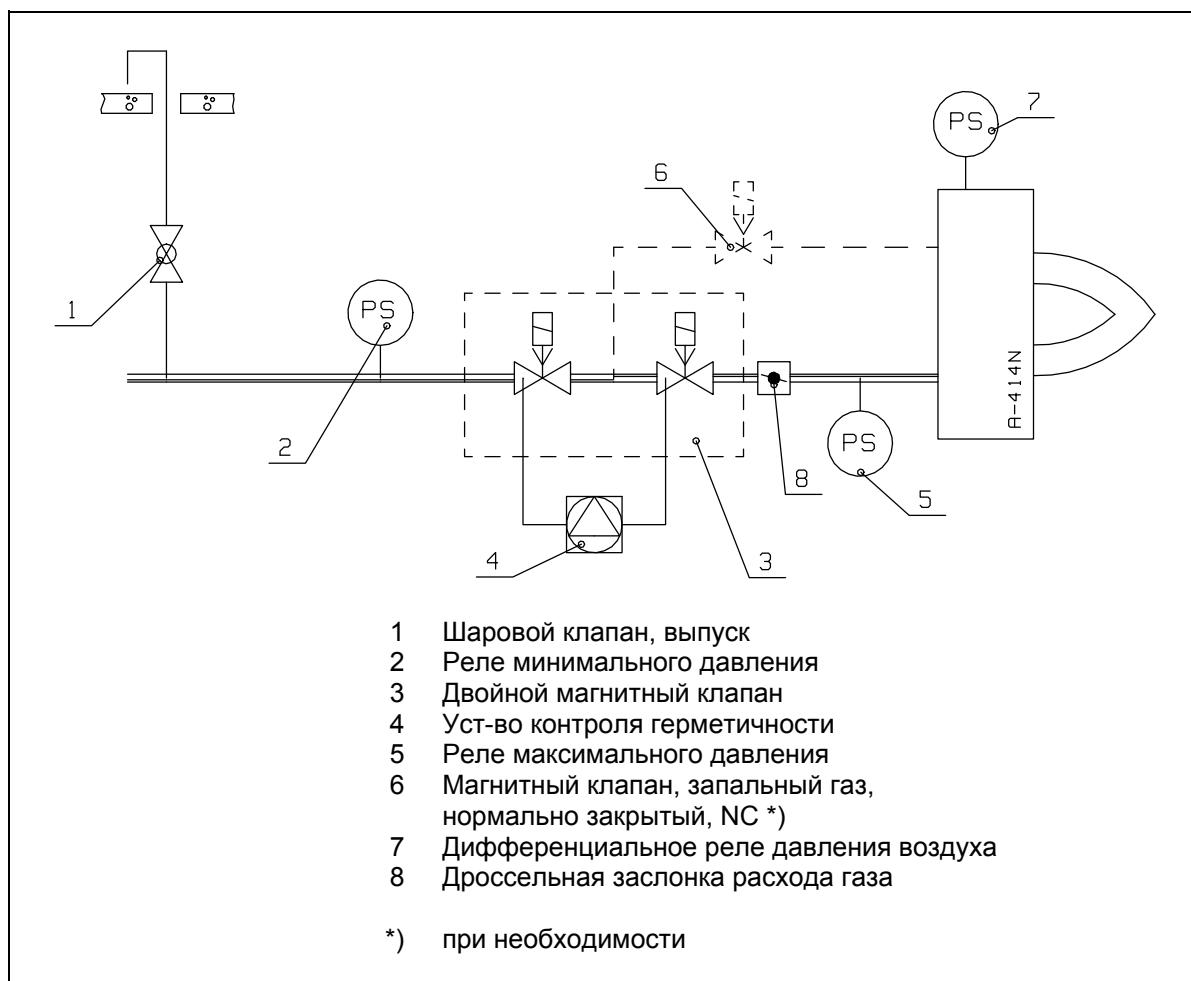 7
PS
6
1
PS
A-414N
2
PS
8
5
4
3
1 Шаровой клапан, выпуск
2 Реле минимального давления
3 Двойной магнитный клапан
4 Уст-во контроля герметичности
5 Реле максимального давления
6 Магнитный клапан, запальный газ,
нормально закрытый, NC *)
7 Дифференциальное реле давления воздуха
8 Дроссельная заслонка расхода газа
*) при необходимости